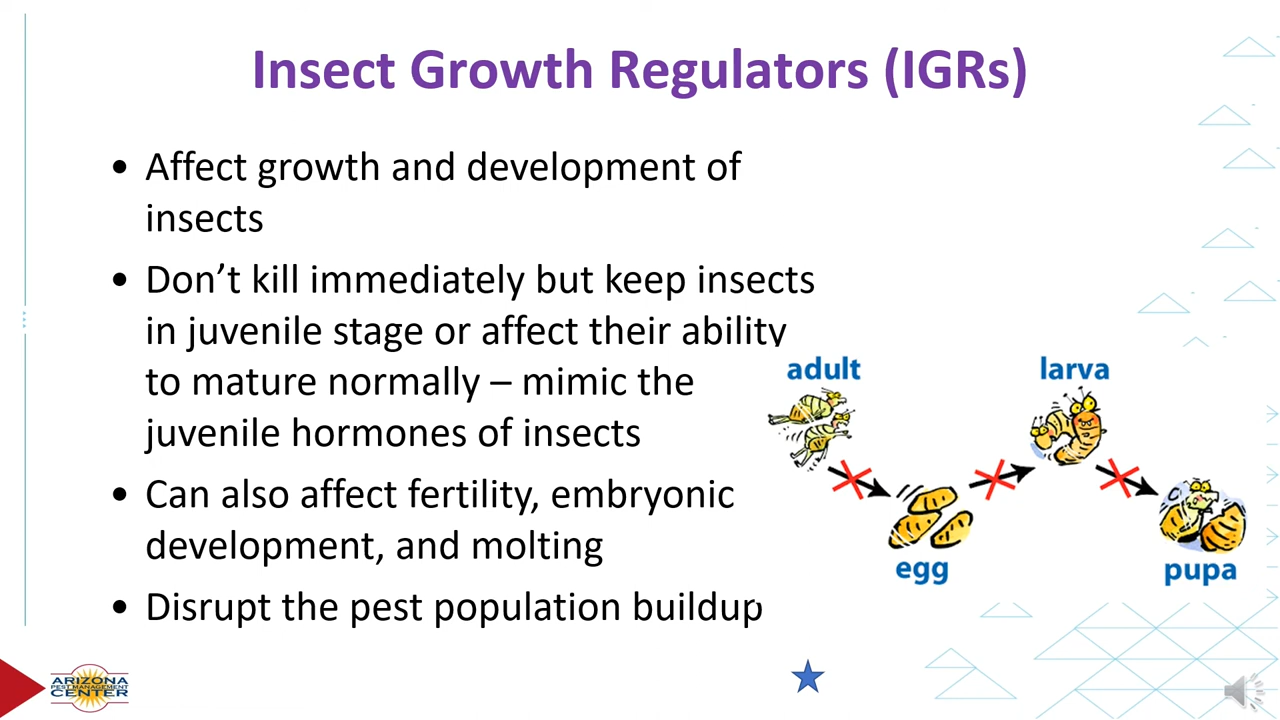 Insect Growth Regulators (IGRs)
• Affect growth and development of
insects
• Don’t kill immediately but keep insects
in juvenile stage or affect their ability
to mature normally – mimic the
juvenile hormones of insects
• Can also affect fertility, embryonic
development, and molting
• Disrupt the pest population buildup
adult
larva
egg
pupa
ARIZONA
PEST MANAGEMENT
CENTER